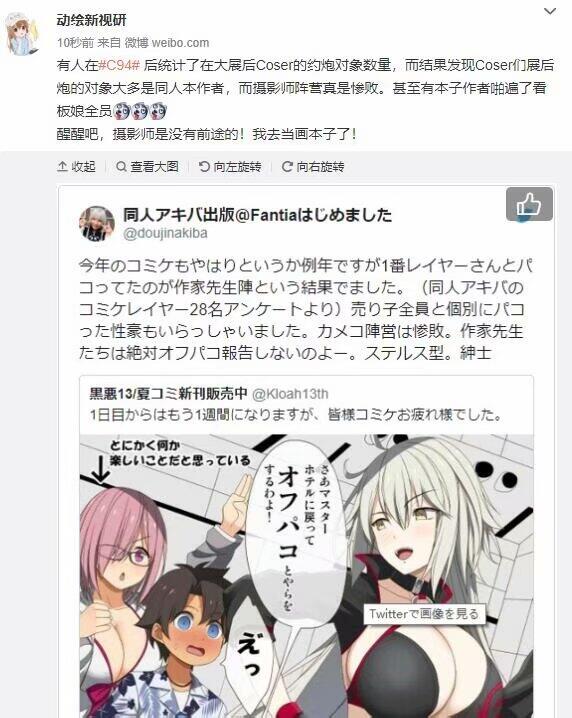 动绘新视研
10秒前 来自 微博 weibo.com
有人在#C94# 后统计了在大展后Coser的约炮对象数量，而结果发现Coser们展后
炮的对象大多是同人本作者，而摄影师阵营真是惨败。甚至有本子作者啪遍了看
板娘全员
醒醒吧，摄影师是没有前途的！我去当画本子了！
收起 查看大图 向左旋转 向右旋转
同人アキバ出版@Fantiaはじめました
@doujinakiba
今年のコミケもやはりというか例年ですが1番レイヤーさんとパ
コってたのが作家先生陣という結果でました。（同人アキバの
コミケレイヤー28名アンケートより）売り子全員と個別にパコ
った性豪もいらっしゃいました。カメコ陣営は惨敗。作家先生
たちは絶対オフパコ報告しないのよー。ステルス型。紳士
黒悪13/夏コミ新刊販売中 @Kloah13th
1日目からはもう1週間になりますが、皆様コミケお疲れ様でした。
とにかく何か
楽しいことだと思っている
さあマスター
ホテルに戻って
オフパコとやらを
するわよ！
えっ
Twitterで画像を見る